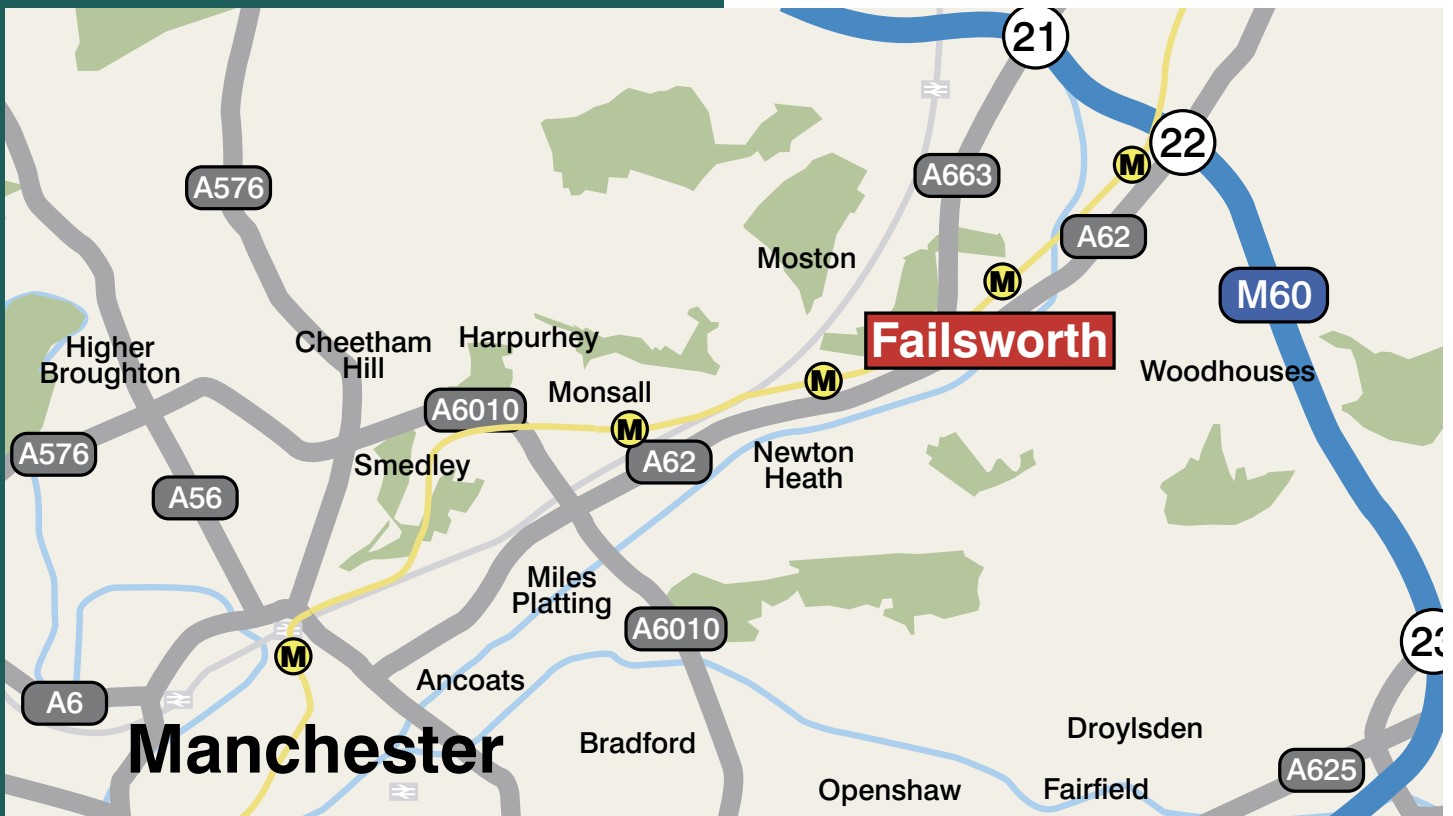 21
22
M
A576
A663
A62
Moston
M
M60
Failsworth
Higher
Broughton
Cheetham
Hill
Harpurhey
Woodhouses
M
Monsall
A6010
M
A576
Smedley
A62
Newton
Heath
A56
Miles
Platting
A6010
23
M
Ancoats
A6
Manchester
Bradford
Droylsden
A625
Openshaw
Fairfield